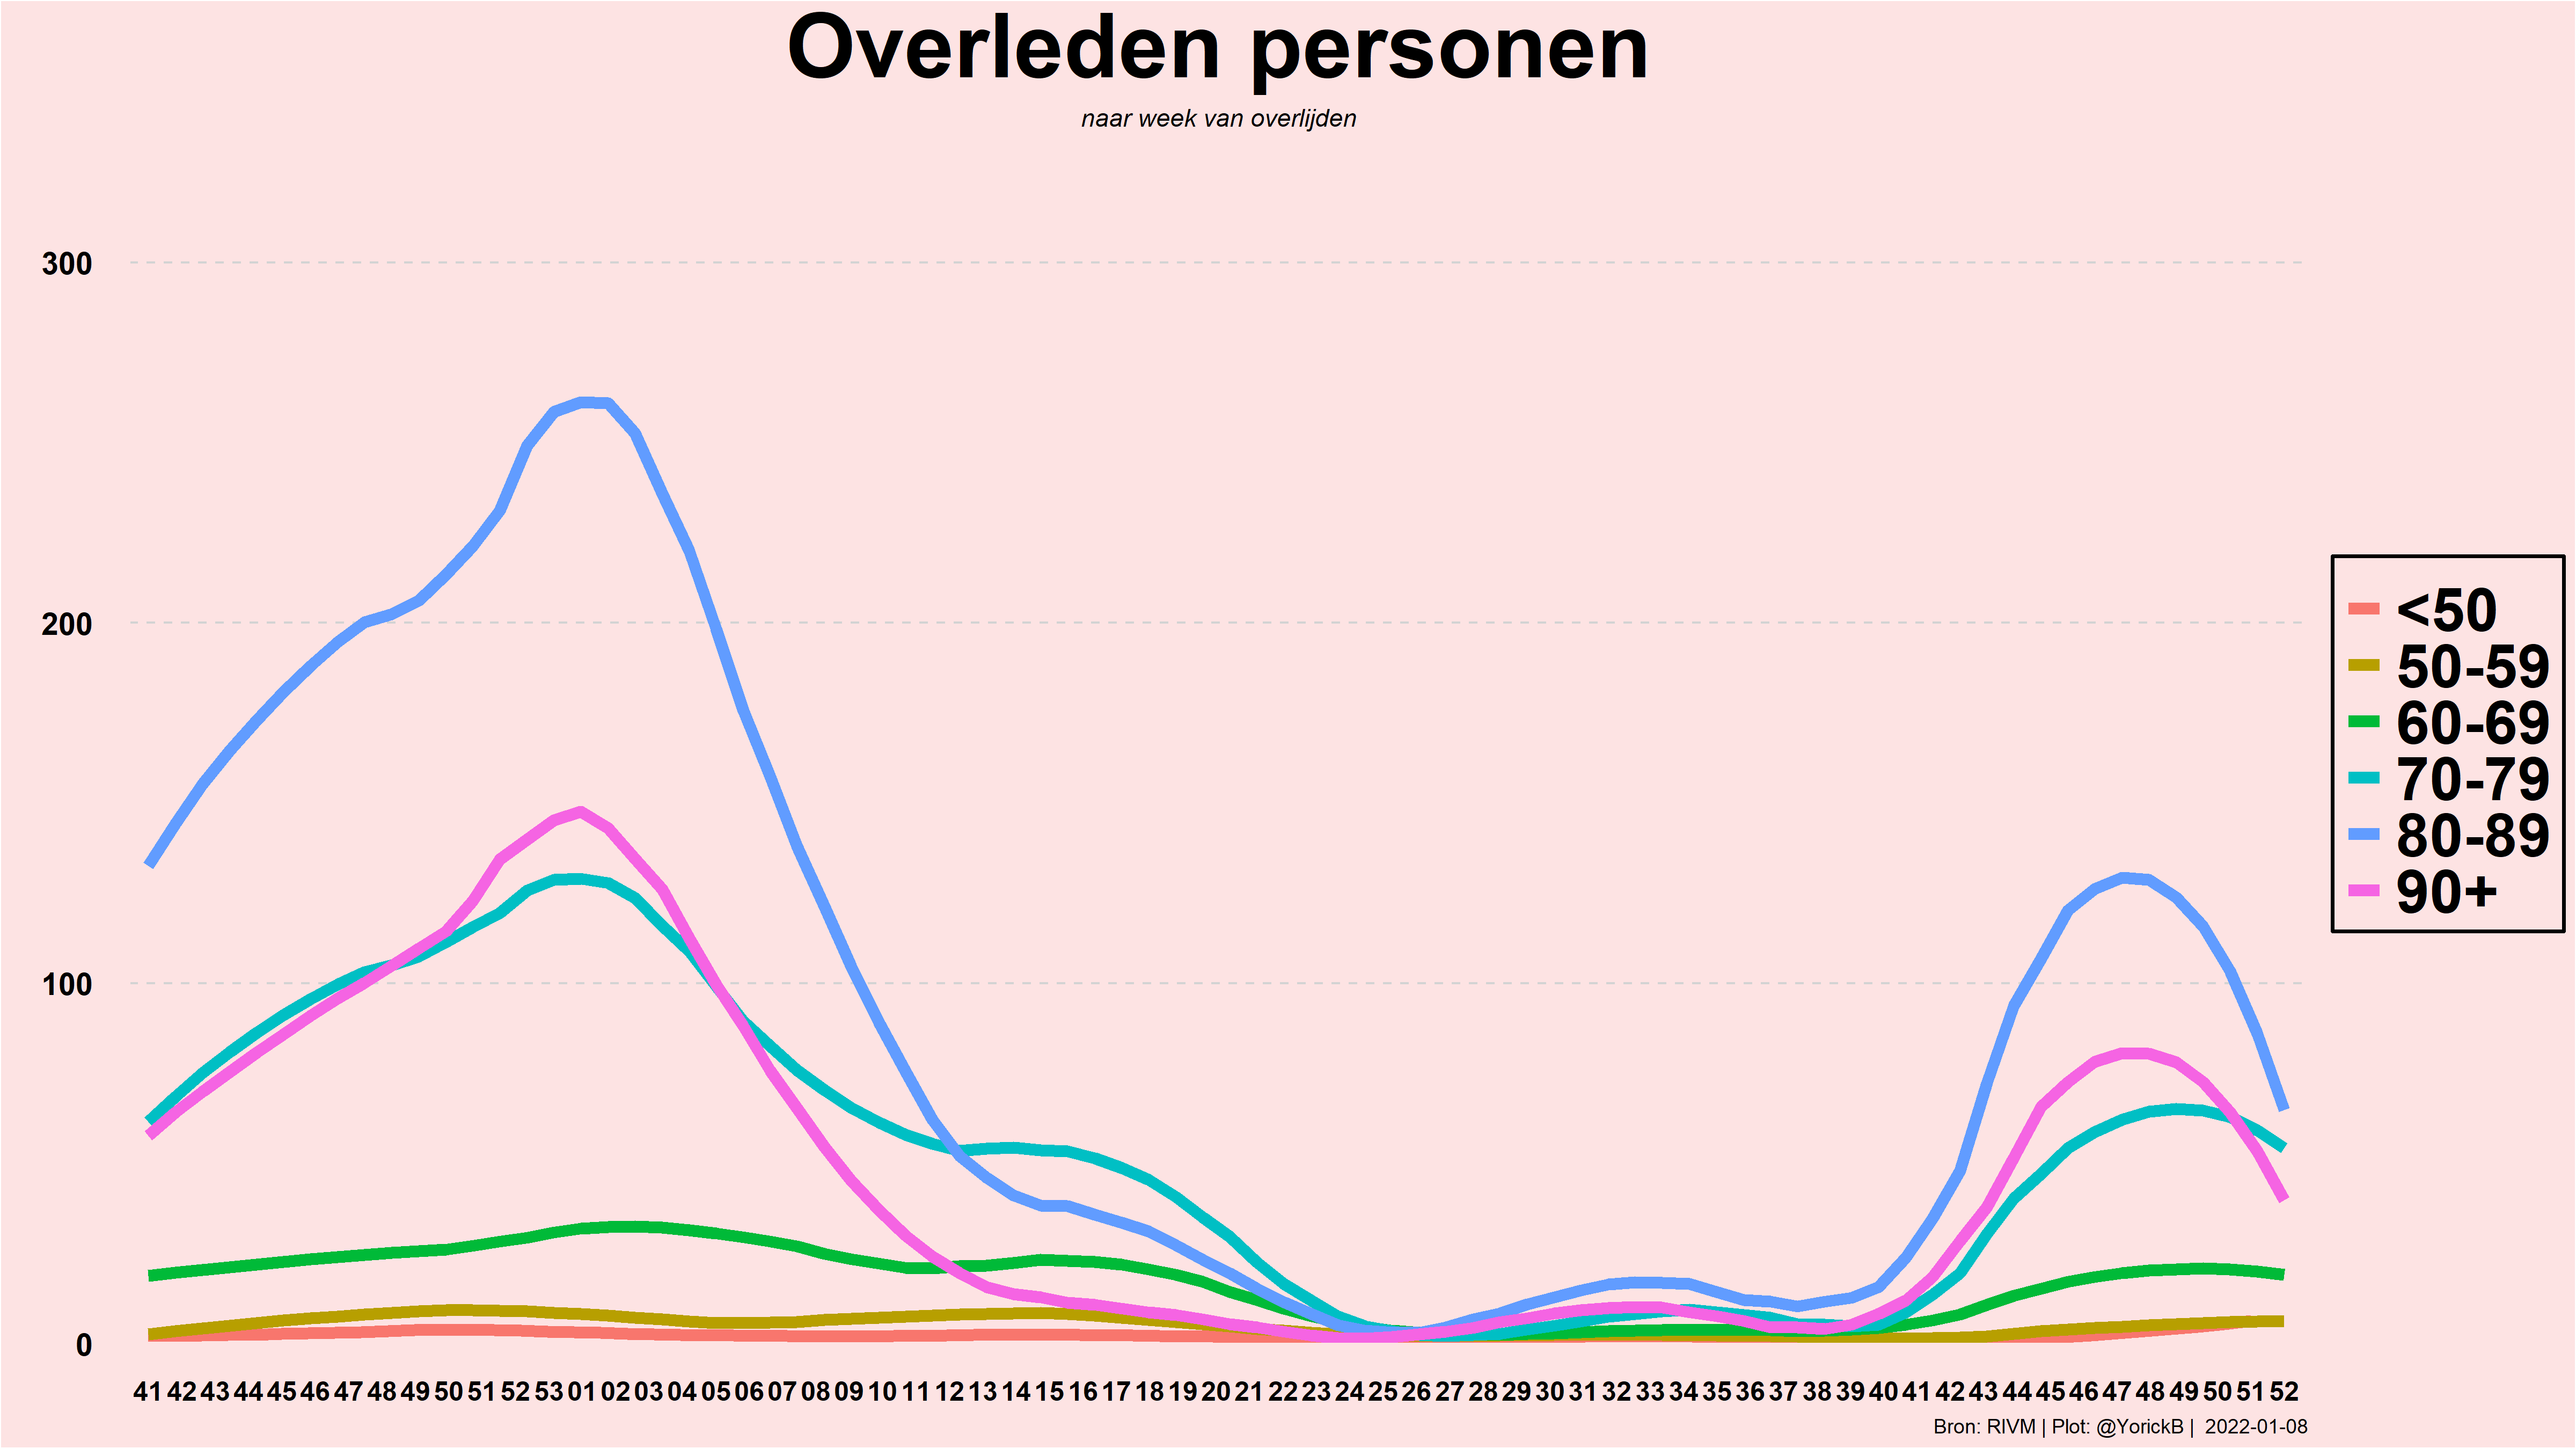 Overleden personen
naar week van overlijden
300
200
100
0
<50
50-59
60-69
70-79
80-89
90+
41 42 43 44 45 46 47 48 49 50 51 52 53 01 02 03 04 05 06 07 08 09 10 11 12 13 14 15 16 17 18 19 20 21 22 23 24 25 26 27 28 29 30 31 32 33 34 35 36 37 38 39 40 41 42 43 44 45 46 47 48 49 50 51 52
Bron: RIVM | Plot: @YorickB | 2022-01-08